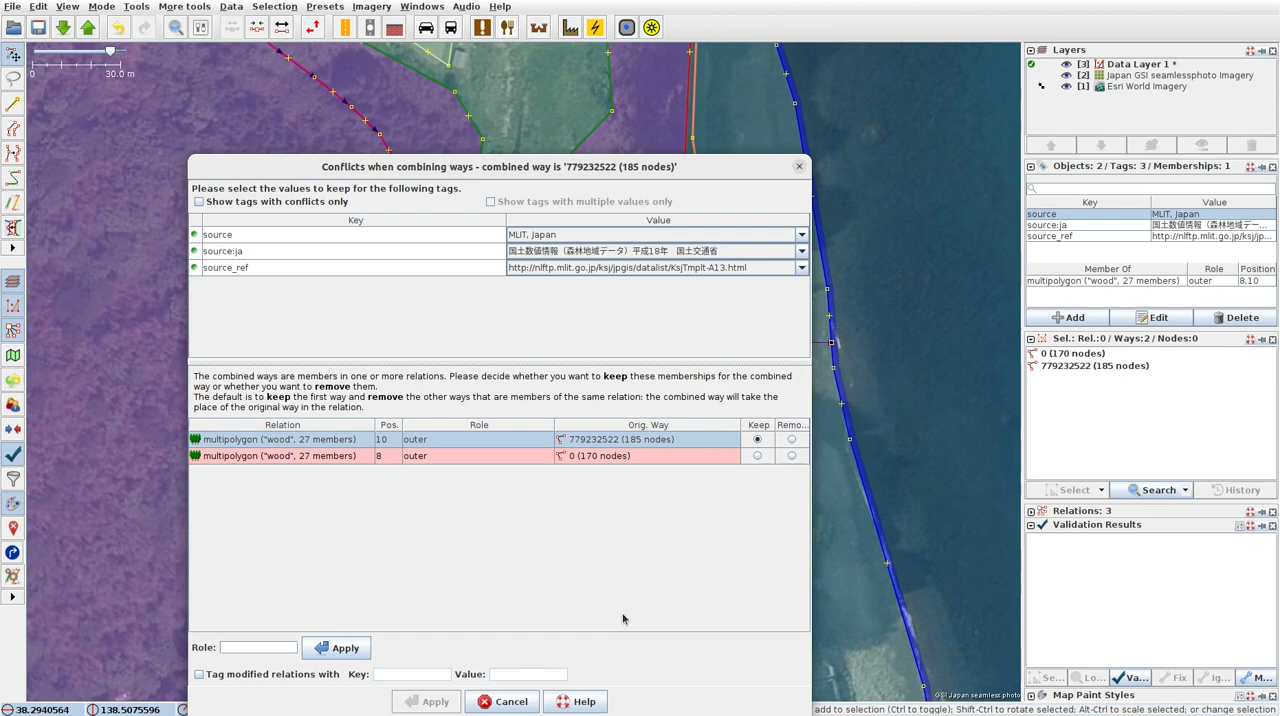 File Edit View Mode Tools More tools Data Selection Presets Imagery Windows Audio Help
0 30.0 m
Layers
[3] Data Layer 1 *
[2] Japan GSI seamlessphoto Imagery
[1] Esri World Imagery
Conflicts when combining ways - combined way is '779232522 (185 nodes)'
Please select the values to keep for the following tags.
Show tags with conflicts only Show tags with multiple values only
Key Value
source MLIT, Japan
source:ja 国土数値情報（森林地域データ）平成18年　国土交通省
source_ref http://nlftp.mlit.go.jp/ksj/jpgis/datalist/KsjTmplt-A13.html
The combined ways are members in one or more relations. Please decide whether you want to keep these memberships for the combined
way or whether you want to remove them.
The default is to keep the first way and remove the other ways that are members of the same relation: the combined way will take the
place of the original way in the relation.
Relation Pos. Role Orig. Way Keep Remo...
multipolygon ("wood", 27 members) 10 outer 779232522 (185 nodes)
multipolygon ("wood", 27 members) 8 outer 0 (170 nodes)
Role: Apply
Tag modified relations with Key: Value:
Apply Cancel Help
Objects: 2 / Tags: 3 / Memberships: 1
Key Value
source MLIT, Japan
source:ja 国土数値情報（森林地域デー...
source_ref http://nlftp.mlit.go.jp/ksj/jp...
Member Of Role Position
multipolygon ("wood", 27 members) outer 8,10
Add Edit Delete
Sel.: Rel.:0 / Ways:2 / Nodes:0
0 (170 nodes)
779232522 (185 nodes)
Select Search History
Relations: 3
Validation Results
Se... Lo... Va... Fix Ig... M...
Map Paint Styles
GSI Japan seamless photo
38.2940564 138.5075596
add to selection (Ctrl to toggle); Shift-Ctrl to rotate selected; Alt-Ctrl to scale selected; or change selection